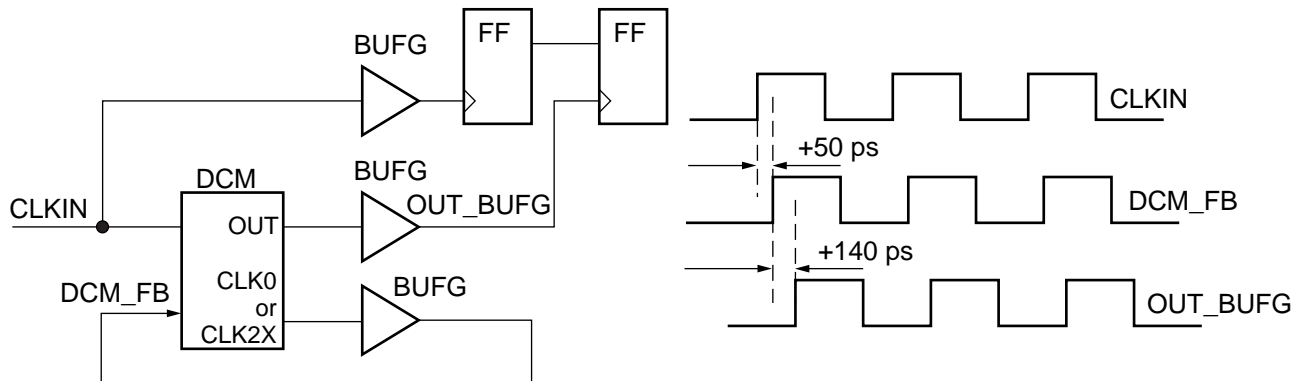 FF
FF
BUFG
BUFG
DCM
CLKIN
OUT
OUT_BUFG
CLK0
or
CLK2X
DCM_FB
BUFG
CLKIN
+50 ps
DCM_FB
+140 ps
OUT_BUFG